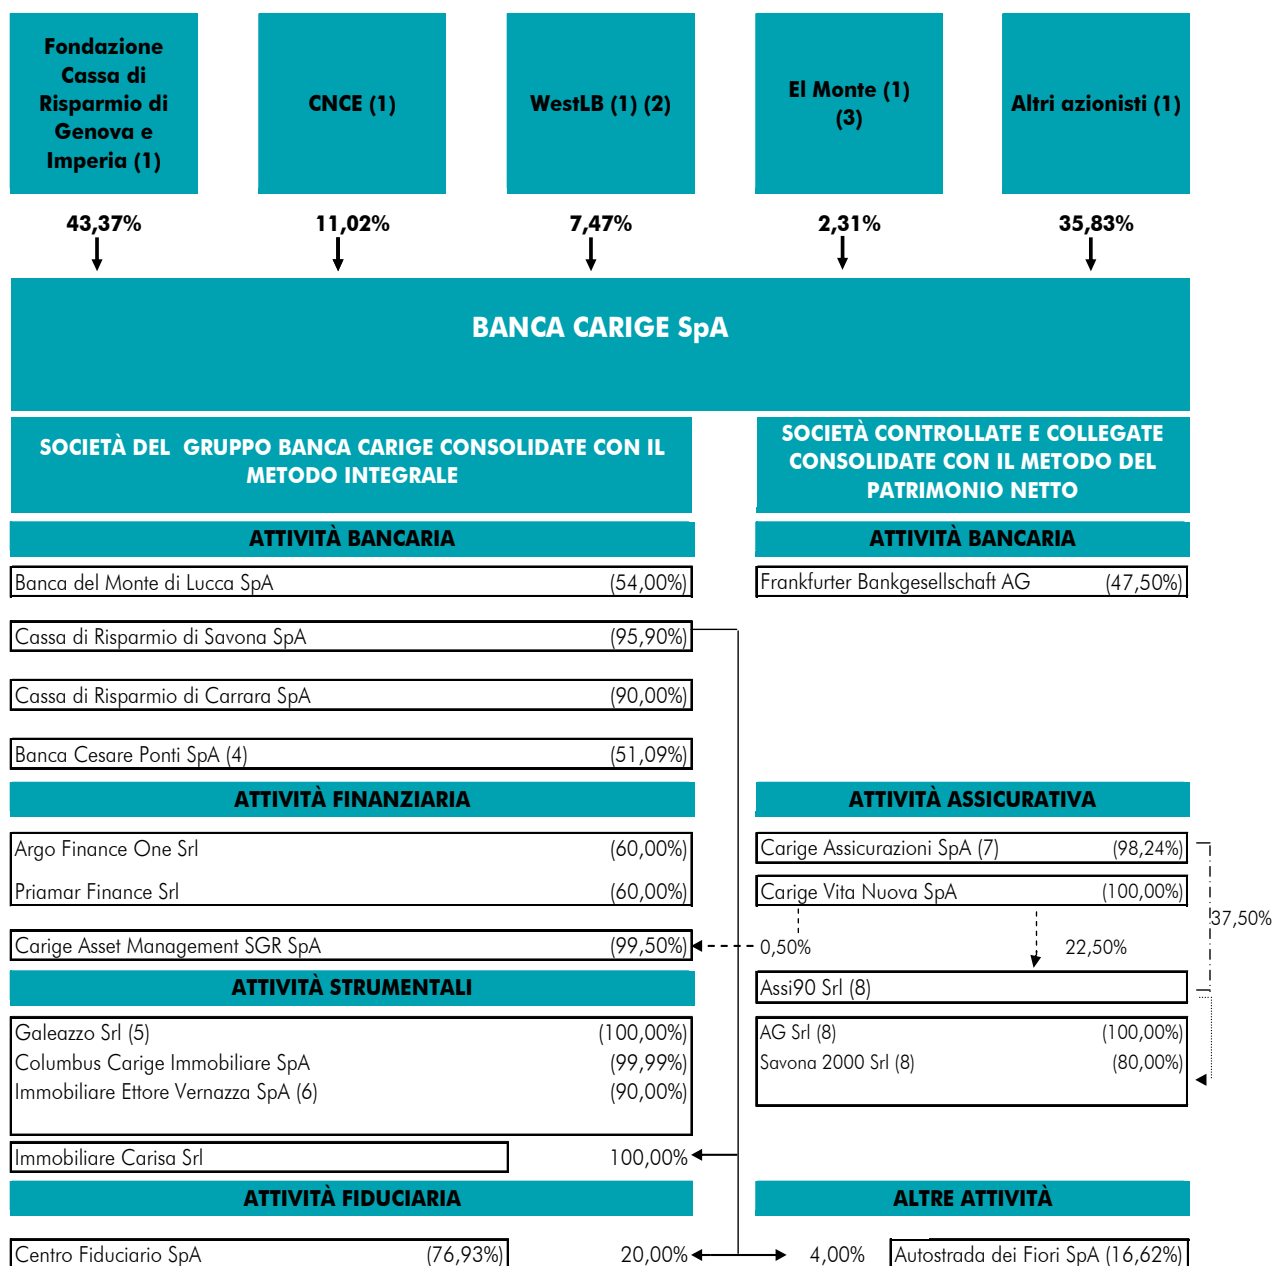 Fondazione
Cassa di
Risparmio di
Genova e
Imperia (1)
CNCE (1)
WestLB (1) (2)
El Monte (1)
(3)
Altri azionisti (1)
43,37%
11,02%
7,47%
2,31%
35,83%
BANCA CARIGE SpA
SOCIETÀ DEL GRUPPO BANCA CARIGE CONSOLIDATE CON IL
METODO INTEGRALE
SOCIETÀ CONTROLLATE E COLLEGATE
CONSOLIDATE CON IL METODO DEL
PATRIMONIO NETTO
ATTIVITÀ BANCARIA
ATTIVITÀ BANCARIA
Banca del Monte di Lucca SpA (54,00%)
Frankfurter Bankgesellschaft AG (47,50%)
Cassa di Risparmio di Savona SpA (95,90%)
Cassa di Risparmio di Carrara SpA (90,00%)
Banca Cesare Ponti SpA (4) (51,09%)
ATTIVITÀ FINANZIARIA
ATTIVITÀ ASSICURATIVA
Argo Finance One Srl (60,00%)
Carige Assicurazioni SpA (7) (98,24%)
Priamar Finance Srl (60,00%)
Carige Vita Nuova SpA (100,00%)
37,50%
Carige Asset Management SGR SpA (99,50%)
0,50%
22,50%
ATTIVITÀ STRUMENTALI
Assi90 Srl (8)
Galeazzo Srl (5) (100,00%)
AG Srl (8) (100,00%)
Columbus Carige Immobiliare SpA (99,99%)
Savona 2000 Srl (8) (80,00%)
Immobiliare Ettore Vernazza SpA (6) (90,00%)
Immobiliare Carisa Srl 100,00%
ATTIVITÀ FIDUCIARIA
ALTRE ATTIVITÀ
Centro Fiduciario SpA (76,93%) 20,00%
4,00% Autostrada dei Fiori SpA (16,62%)